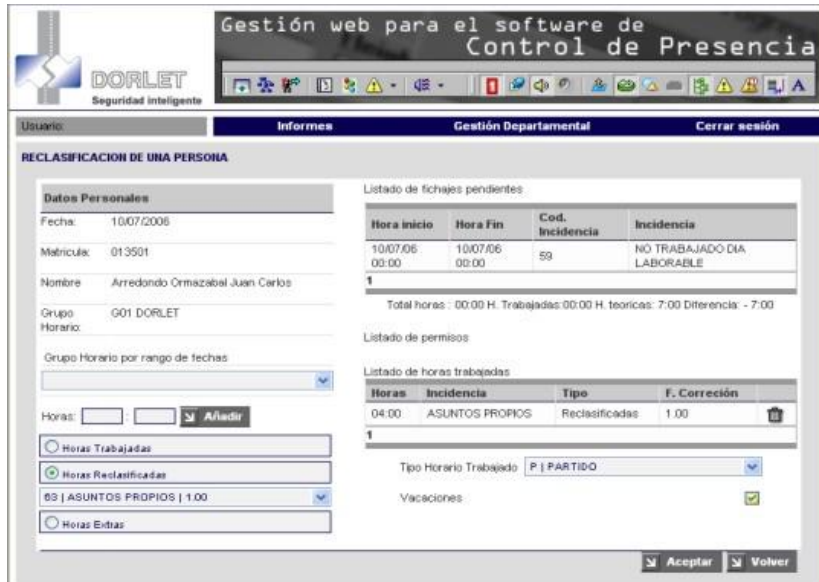 Gestión web para el software de
Control de Presencia
DORLET
Seguridad inteligente
Usuario:
Informes
Gestión Departamental
Cerrar sesión
RECLASIFICACION DE UNA PERSONA
Datos Personales
Fecha: 10/07/2006
Matricula: 013501
Nombre Arredondo Ormazabal Juan Carlos
Grupo Horario: G01 DORLET
Grupo Horario por rango de fechas
Horas: : Añadir
Horas Trabajadas
Horas Reclasificadas
63 | ASUNTOS PROPIOS | 1.00
Horas Extras
Listado de fichajes pendientes
Hora inicio Hora Fin Cod. Incidencia Incidencia
10/07/06 00:00 10/07/06 00:00 59 NO TRABAJADO DIA LABORABLE
1
Total horas : 00:00 H. Trabajadas:00:00 H. teoricas: 7:00 Diferencia: - 7:00
Listado de permisos
Listado de horas trabajadas
Horas Incidencia Tipo F. Correción
04:00 ASUNTOS PROPIOS Reclasificadas 1.00
1
Tipo Horario Trabajado P | PARTIDO
Vacaciones
Aceptar Volver